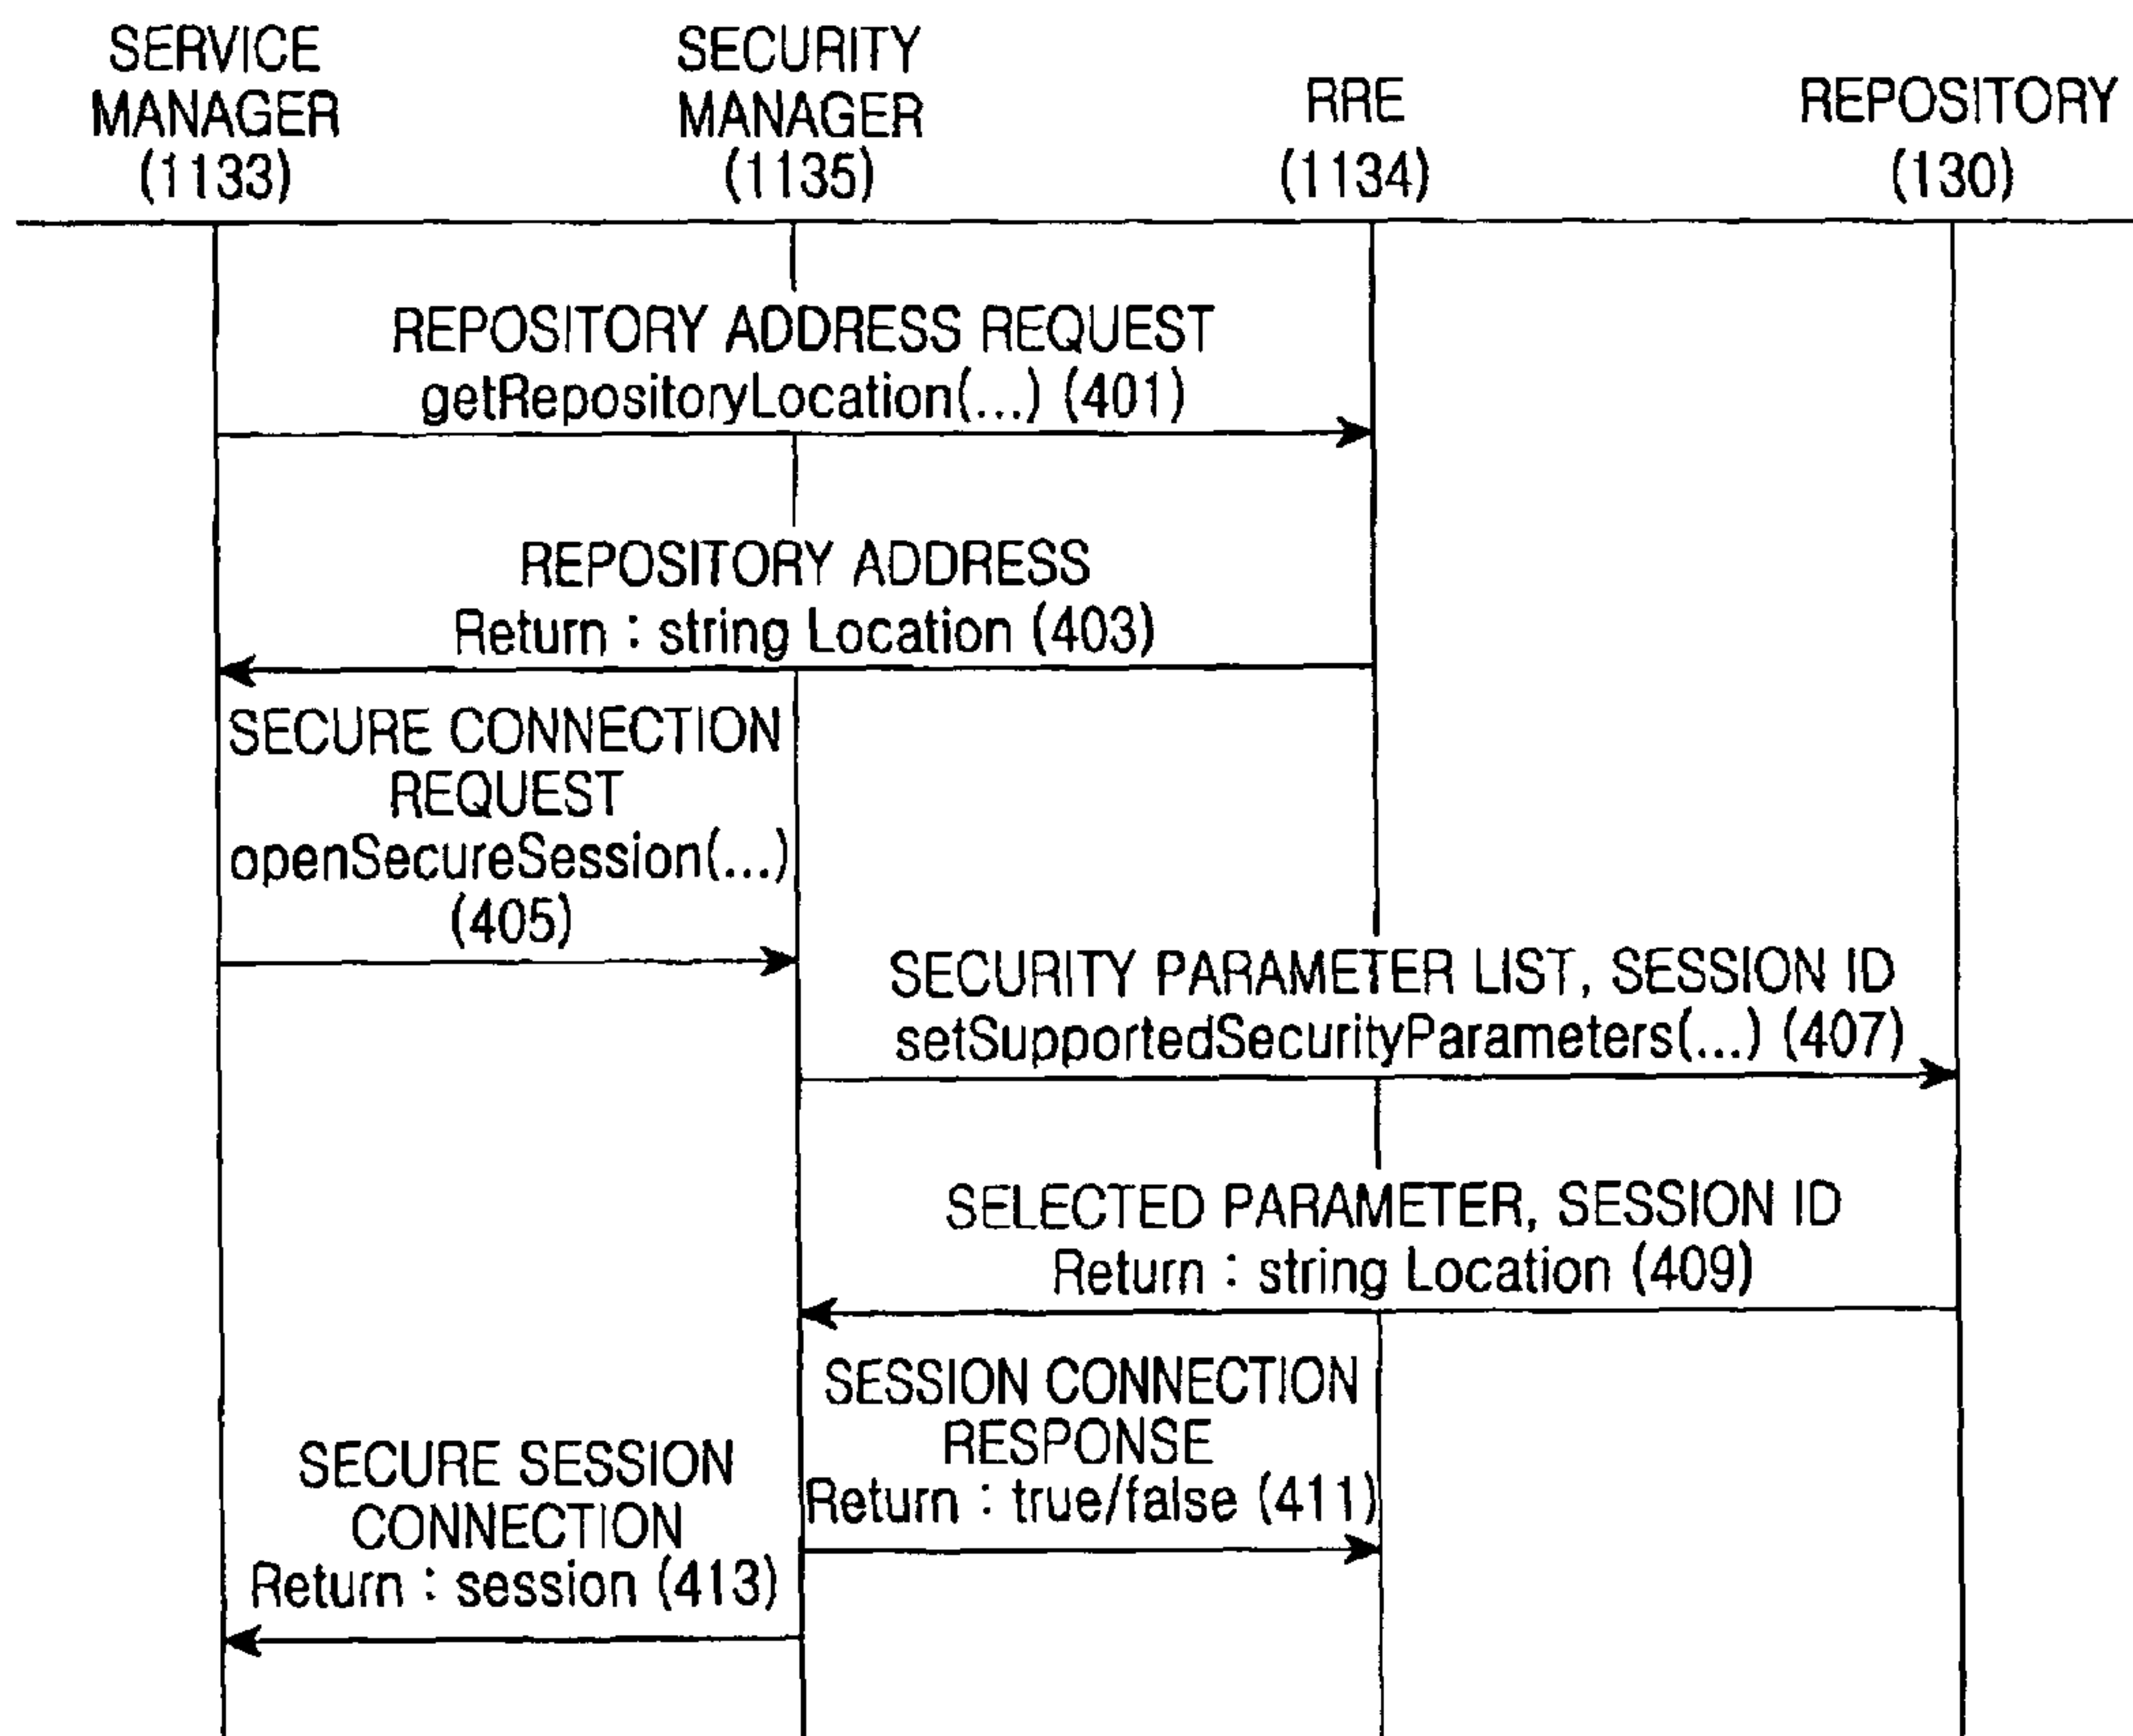 SERVICE
MANAGER
(1133)
SECURITY
MANAGER
(1135)
RRE
(1134)
REPOSITORY
(130)
REPOSITORY ADDRESS REQUEST
getRepositoryLocation(...) (401)
REPOSITORY ADDRESS
Return : string Location (403)
SECURE CONNECTION
REQUEST
openSecureSession(...)
(405)
SECURITY PARAMETER LIST, SESSION ID
setSupportedSecurityParameters(...) (407)
SELECTED PARAMETER, SESSION ID
Return : string Location (409)
SESSION CONNECTION
RESPONSE
Return : true/false (411)
SECURE SESSION
CONNECTION
Return : session (413)